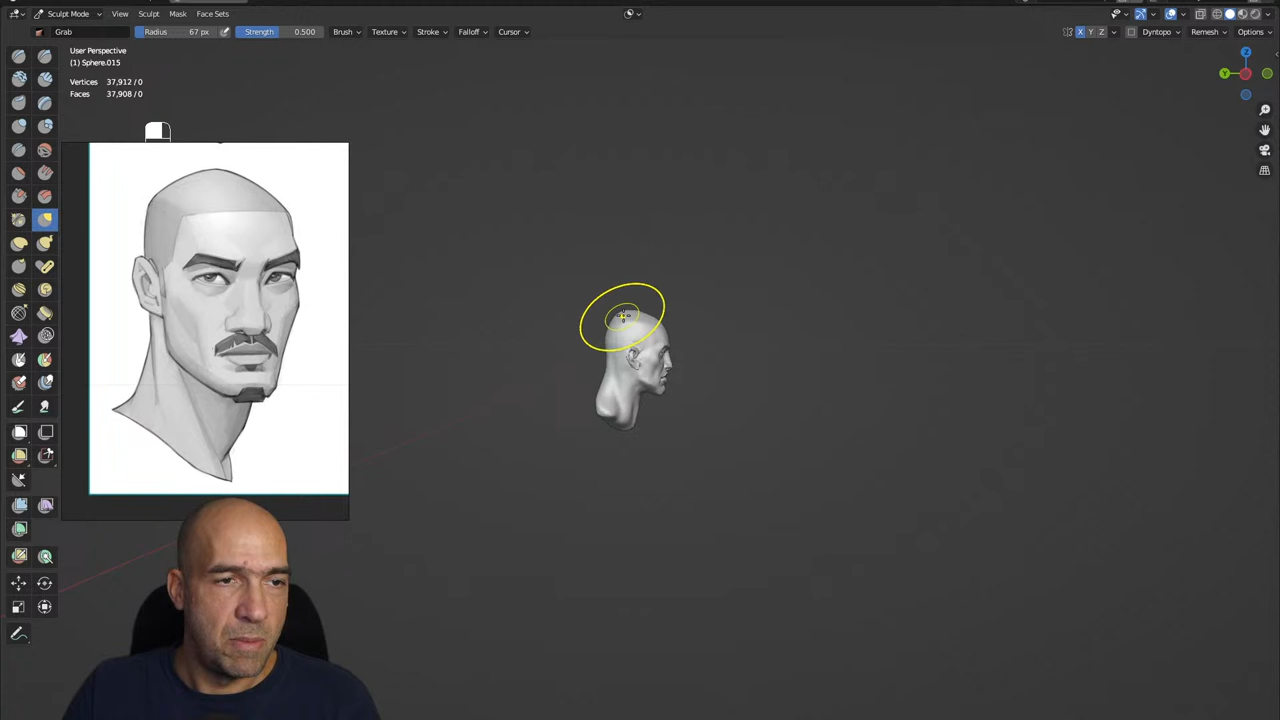 Sculpt Mode View Sculpt Mask Face Sets
Grab Radius 67 px Strength 0.500 Brush Texture Stroke Falloff Cursor X Y Z Dyntopo Remesh Options
User Perspective
(1) Sphere.015
Vertices 37,912 / 0
Faces 37,908 / 0
Z
Y